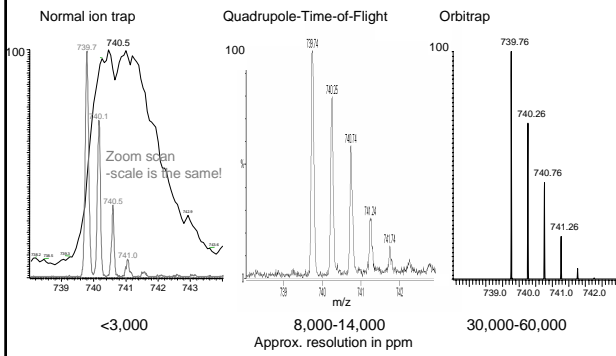 Normal ion trap
Quadrupole-Time-of-Flight
Orbitrap
100
739.7
740.5
740.1
Zoom scan
-scale is the same!
740.5
741.0
739 740 741 742 743
100
739.74
740.25
740.74
741.24
741.74
739 740 741 742
m/z
100
739.76
740.26
740.76
741.26
739.0 740.0 741.0 742.0
<3,000
8,000-14,000
30,000-60,000
Approx. resolution in ppm